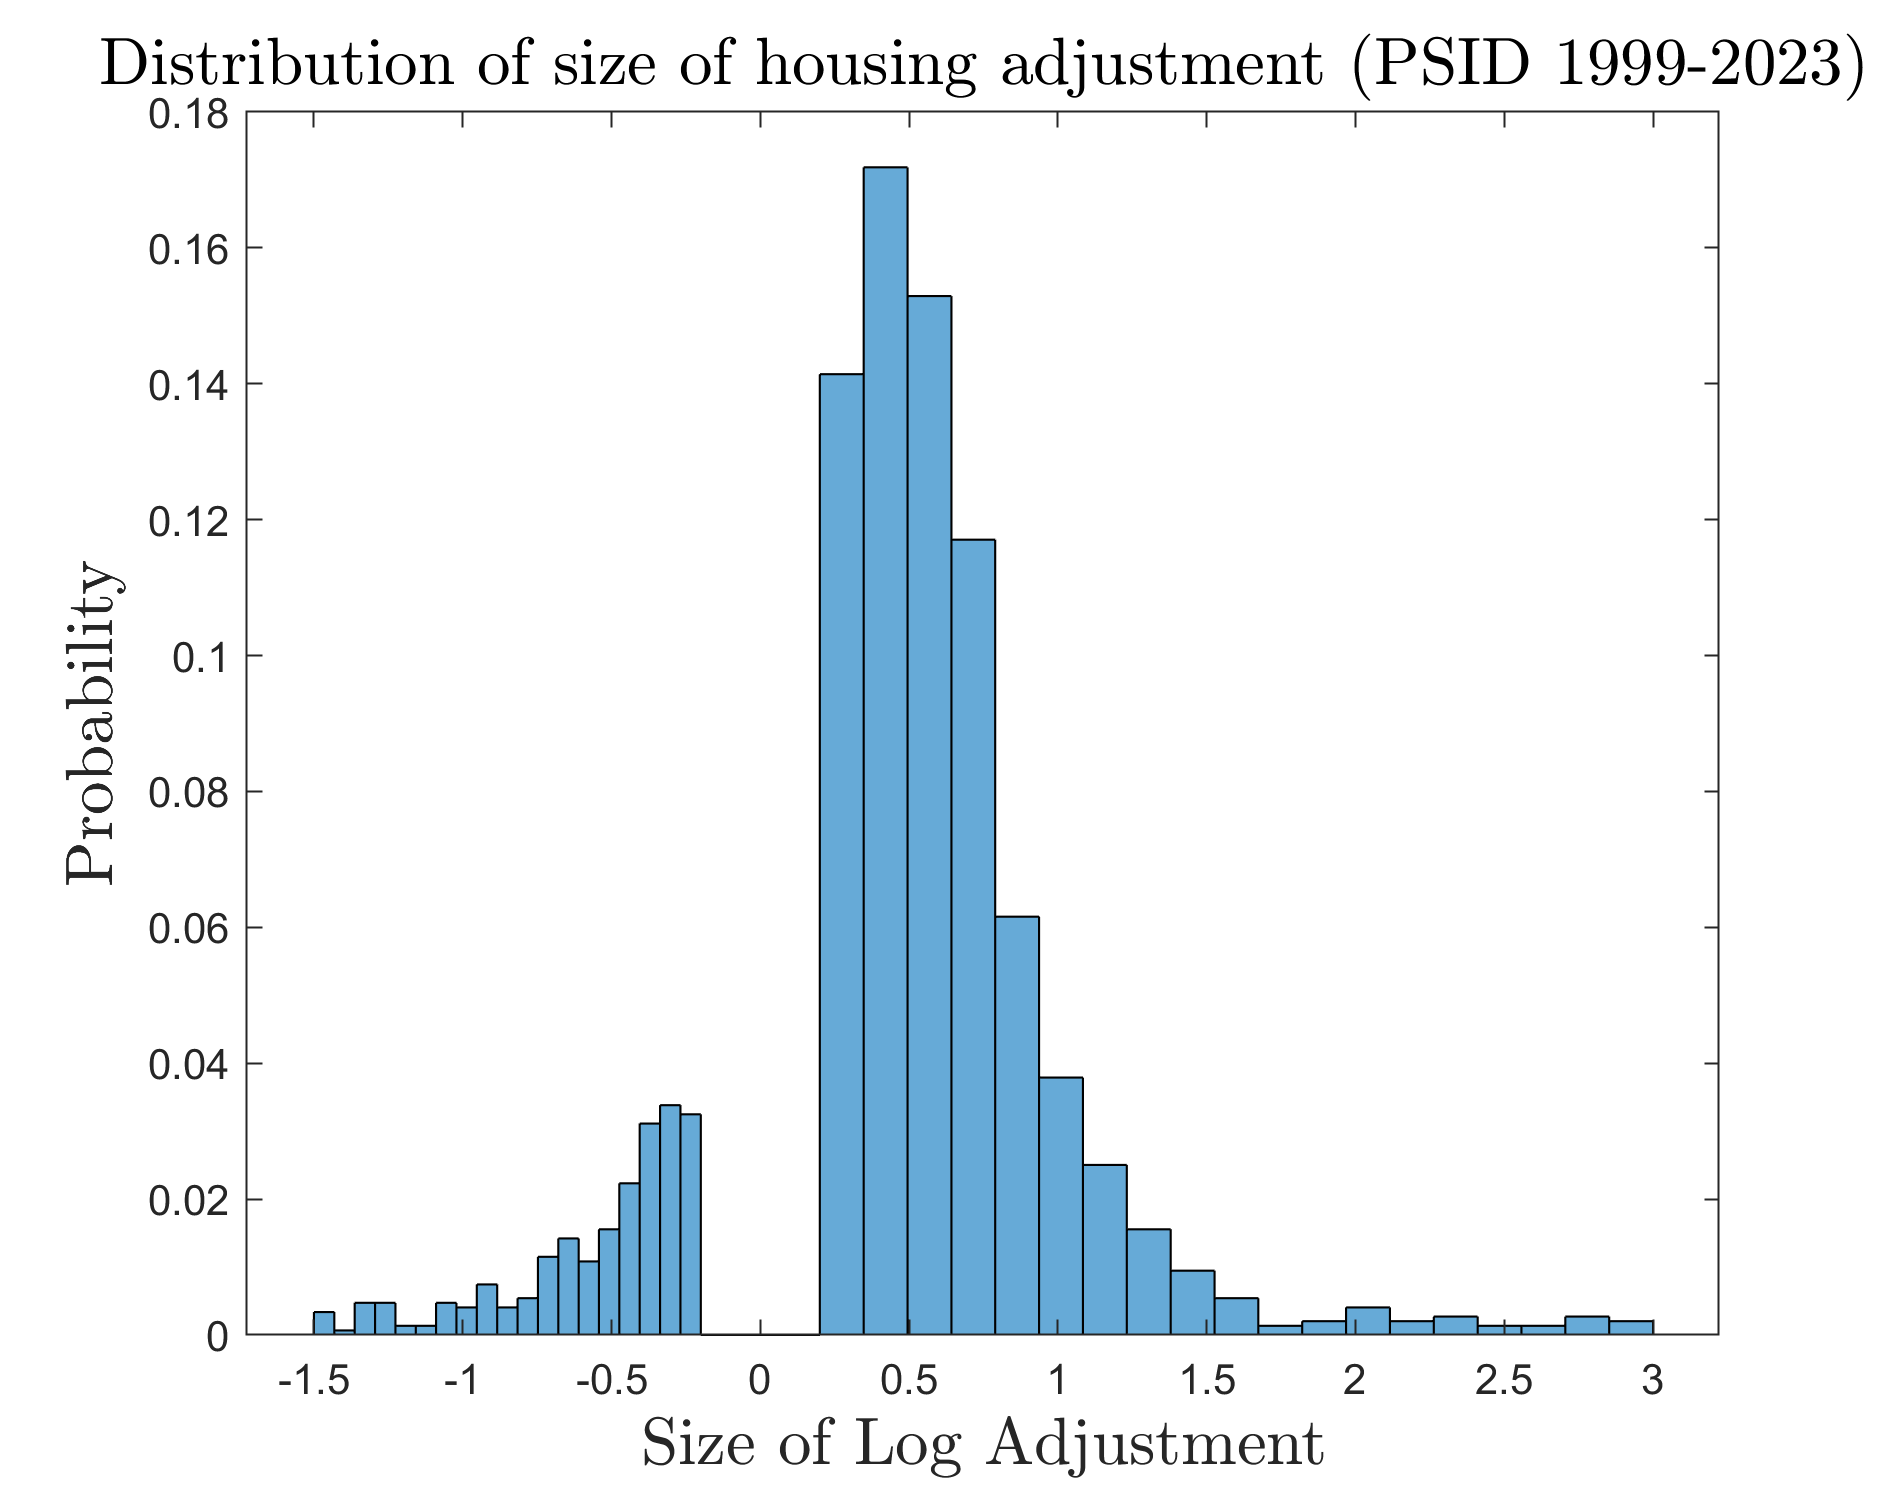 Distribution of size of housing adjustment (PSID 1999-2023)
0.18
0.16
0.14
0.12
0.1
0.08
0.06
0.04
0.02
0
Probability
-1.5 -1 -0.5 0 0.5 1 1.5 2 2.5 3
Size of Log Adjustment